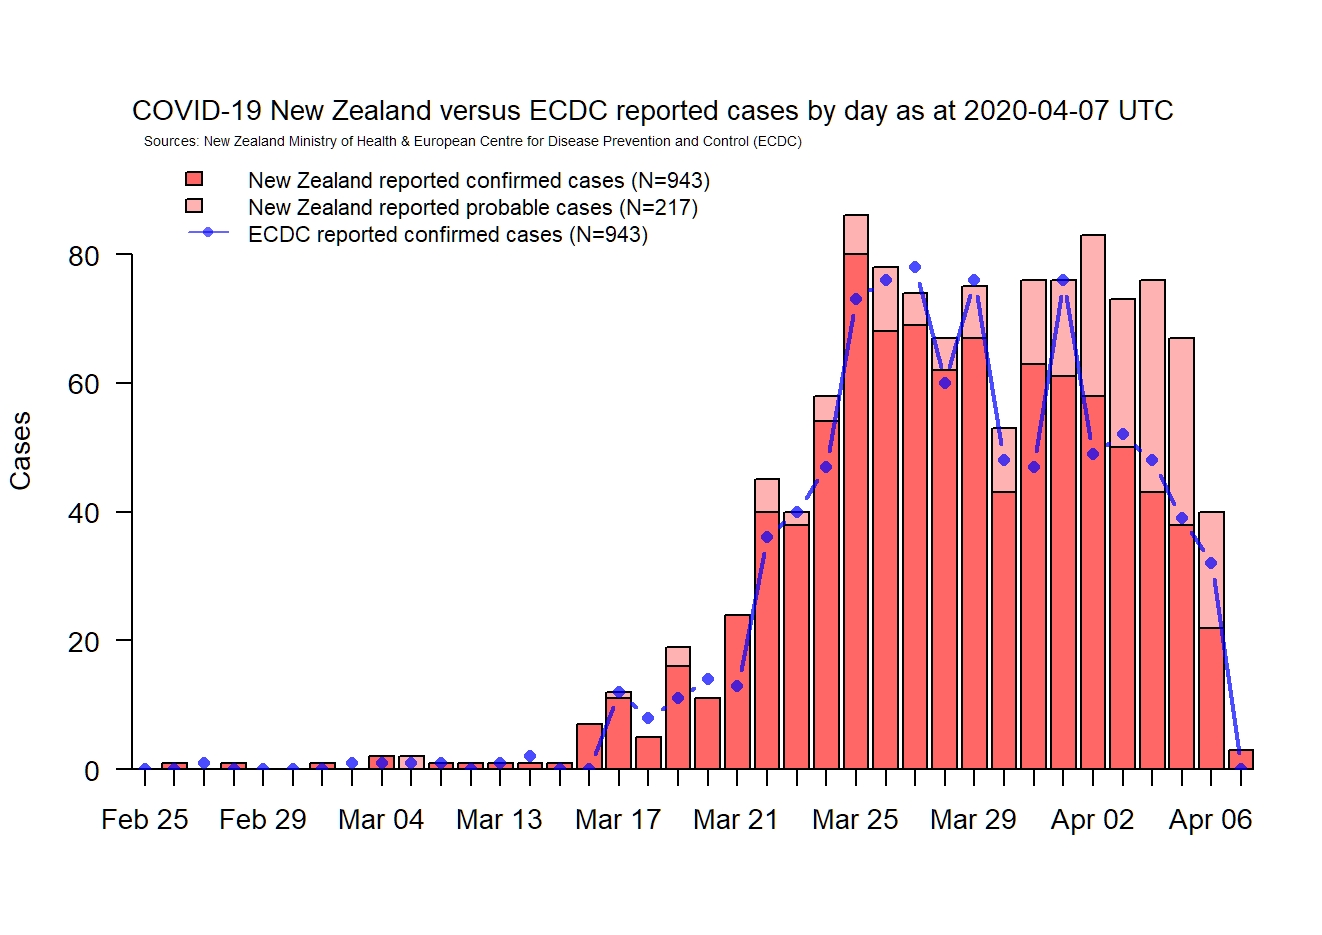 COVID-19 New Zealand versus ECDC reported cases by day as at 2020-04-07 UTC
Sources: New Zealand Ministry of Health & European Centre for Disease Prevention and Control (ECDC)
New Zealand reported confirmed cases (N=943)
New Zealand reported probable cases (N=217)
ECDC reported confirmed cases (N=943)
80
60
40
20
0
Cases
Feb 25 Feb 29 Mar 04 Mar 13 Mar 17 Mar 21 Mar 25 Mar 29 Apr 02 Apr 06